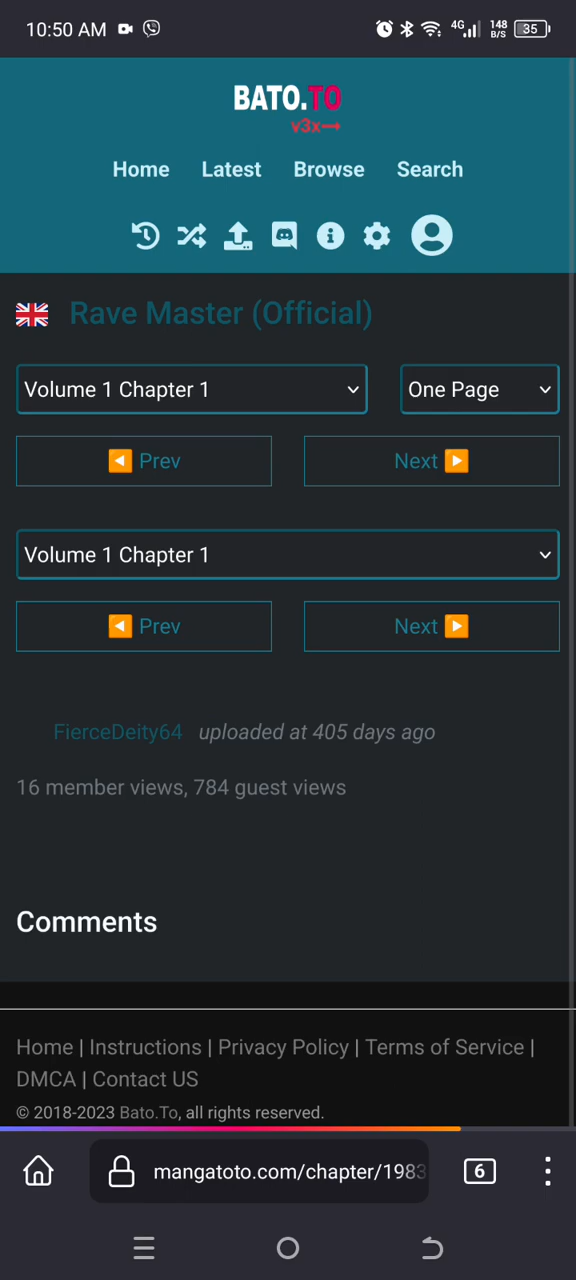 10:50 AM 4G 148 B/S 35
BATO.TO
v3x→
Home Latest Browse Search
Rave Master (Official)
Volume 1 Chapter 1 One Page
Prev Next
Volume 1 Chapter 1
Prev Next
FierceDeity64 uploaded at 405 days ago
16 member views, 784 guest views
Comments
Home | Instructions | Privacy Policy | Terms of Service |
DMCA | Contact US
© 2018-2023 Bato.To, all rights reserved.
mangatoto.com/chapter/1983 6